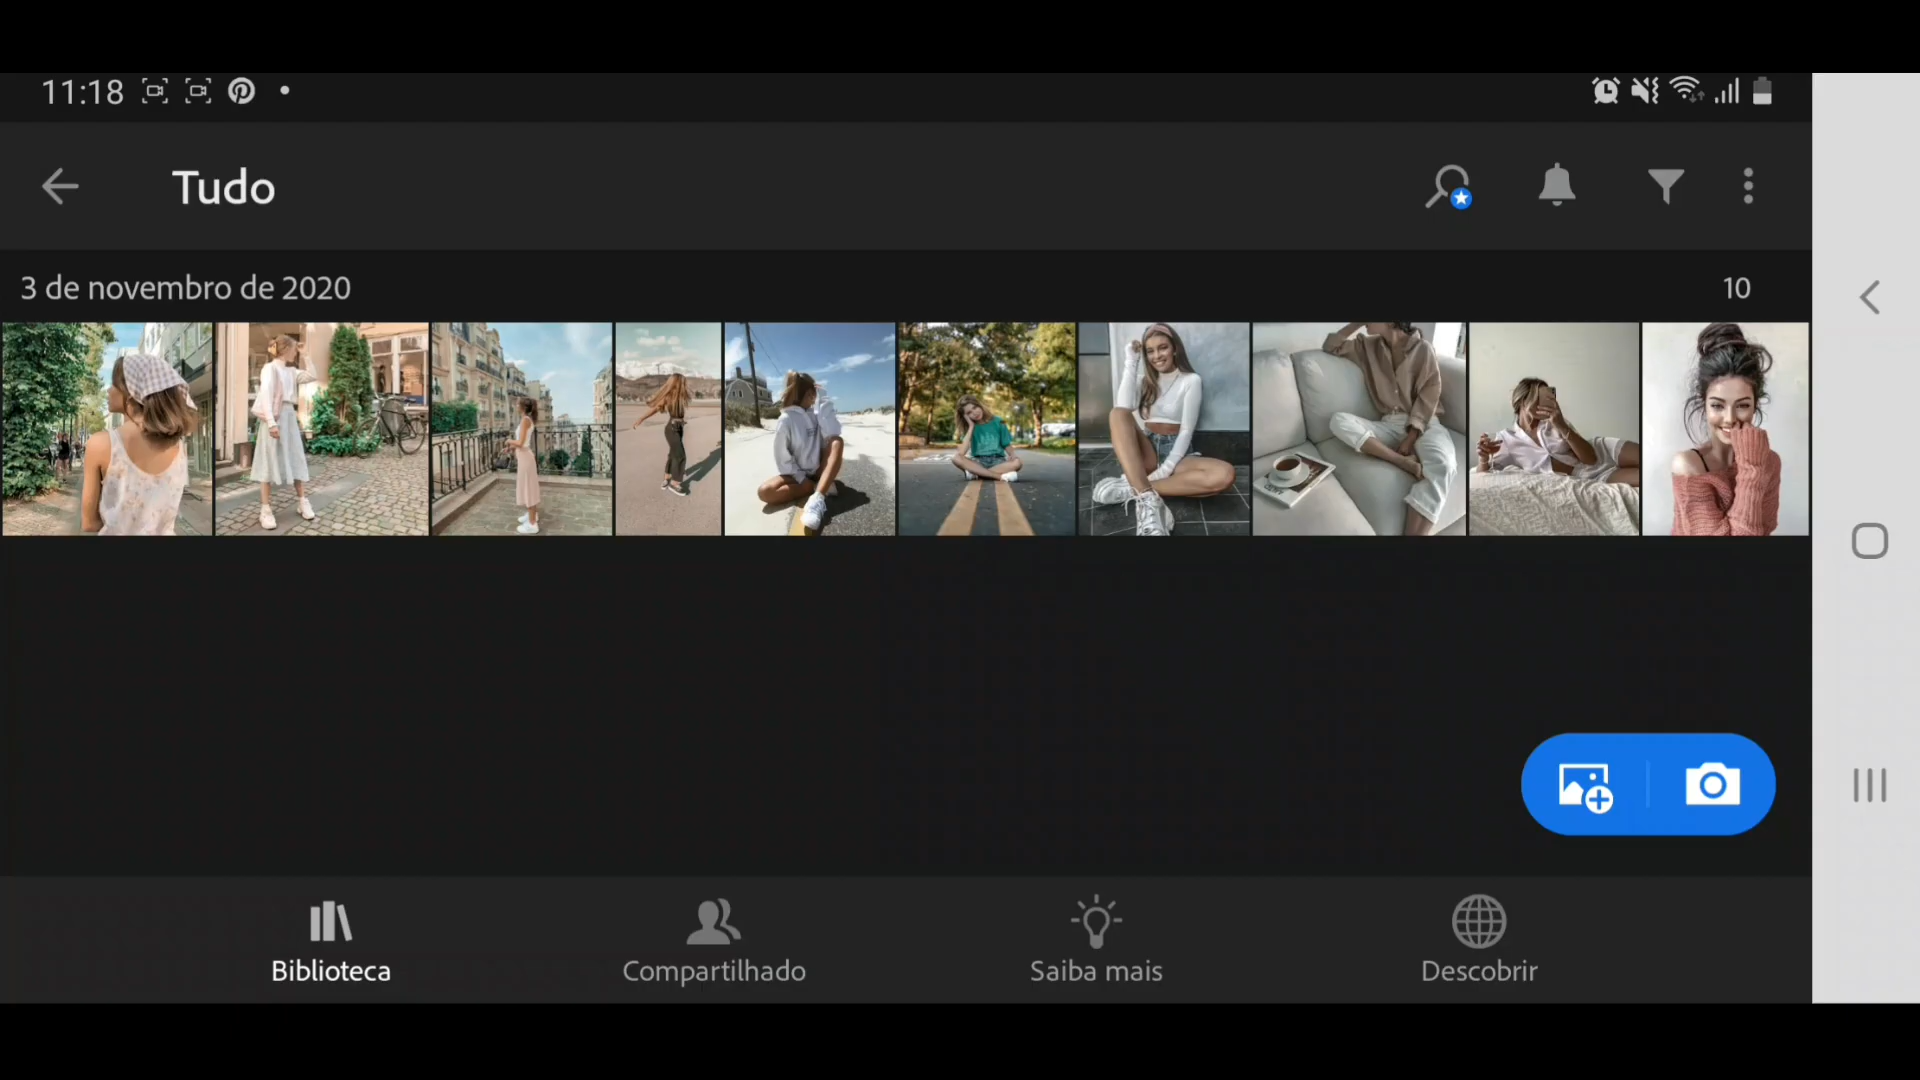 11:18
Tudo
3 de novembro de 2020
10
Biblioteca
Compartilhado
Saiba mais
Descobrir